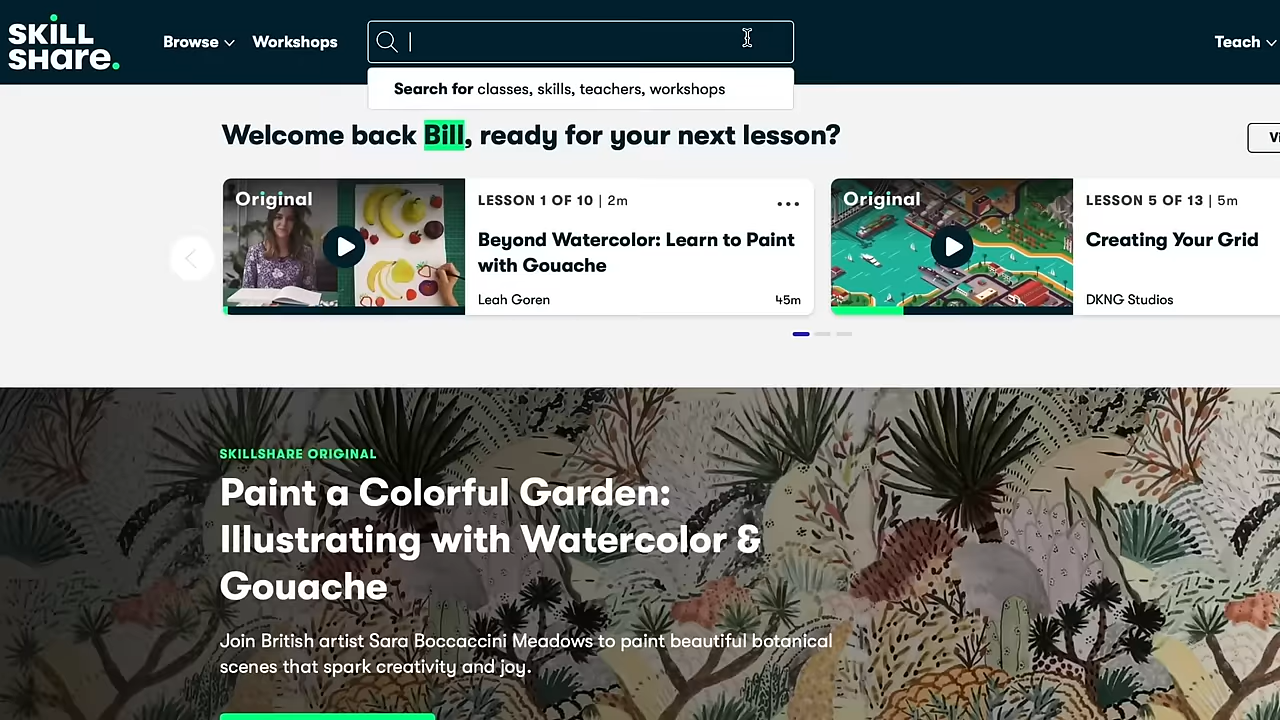 SKILL
SHare.
Browse
Workshops
Teach
Search for classes, skills, teachers, workshops
Welcome back Bill, ready for your next lesson?
Original
LESSON 1 OF 10 | 2m
Beyond Watercolor: Learn to Paint
with Gouache
Leah Goren
45m
Original
LESSON 5 OF 13 | 5m
Creating Your Grid
DKNG Studios
SKILLSHARE ORIGINAL
Paint a Colorful Garden:
Illustrating with Watercolor &
Gouache
Join British artist Sara Boccaccini Meadows to paint beautiful botanical
scenes that spark creativity and joy.